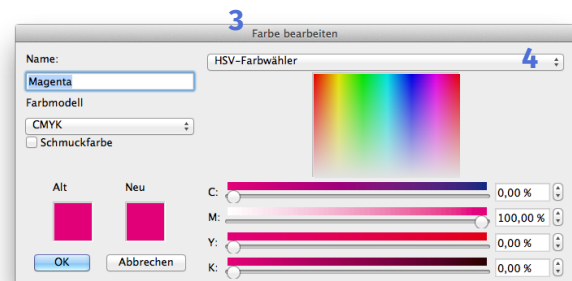 3
Farbe bearbeiten
Name:
HSV-Farbwähler
4
Magenta
Farbmodell
CMYK
Schmuckfarbe
Alt
Neu
C:
0,00 %
M:
100,00 %
Y:
0,00 %
K:
0,00 %
OK
Abbrechen